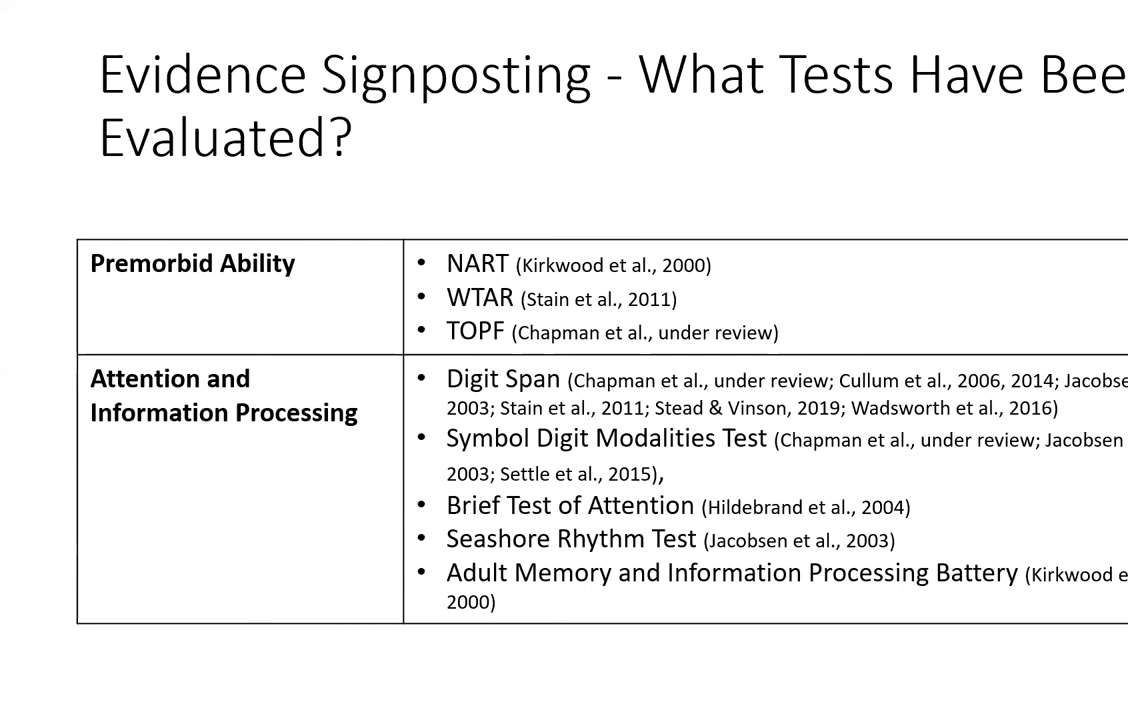 Evidence Signposting - What Tests Have
Evaluated?
Premorbid Ability
• NART (Kirkwood et al., 2000)
• WTAR (Stain et al., 2011)
• TOPF (Chapman et al., under review)
Attention and
Information Processing
• Digit Span (Chapman et al., under review; Cullum et al., 2006, 2014;
2003; Stain et al., 2011; Stead & Vinson, 2019; Wadsworth et al., 2016)
• Symbol Digit Modalities Test (Chapman et al., under review; Jacobsen
2003; Settle et al., 2015),
• Brief Test of Attention (Hildebrand et al., 2004)
• Seashore Rhythm Test (Jacobsen et al., 2003)
• Adult Memory and Information Processing Battery (Kirkwood
2000)